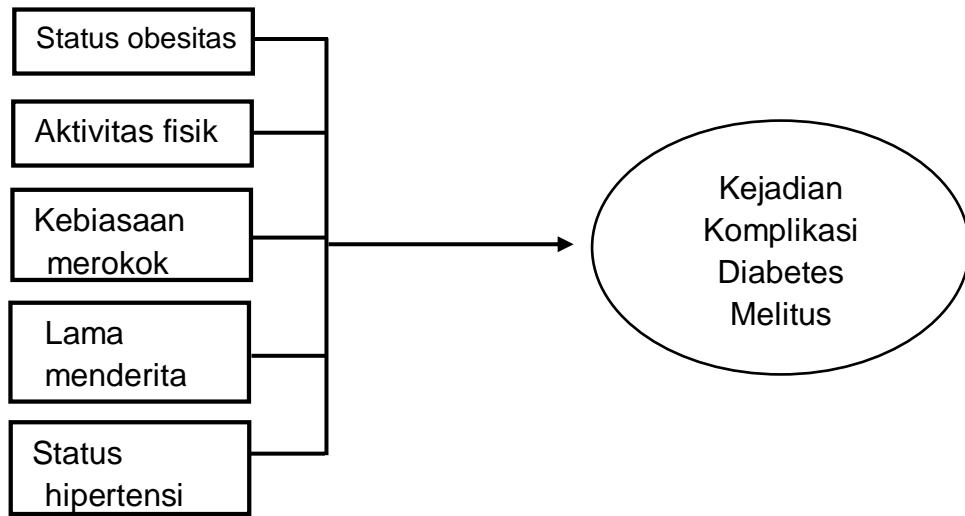 Status obesitas
Aktivitas fisik
Kebiasaan
merokok
Lama
menderita
Status
hipertensi
Kejadian
Komplikasi
Diabetes
Melitus